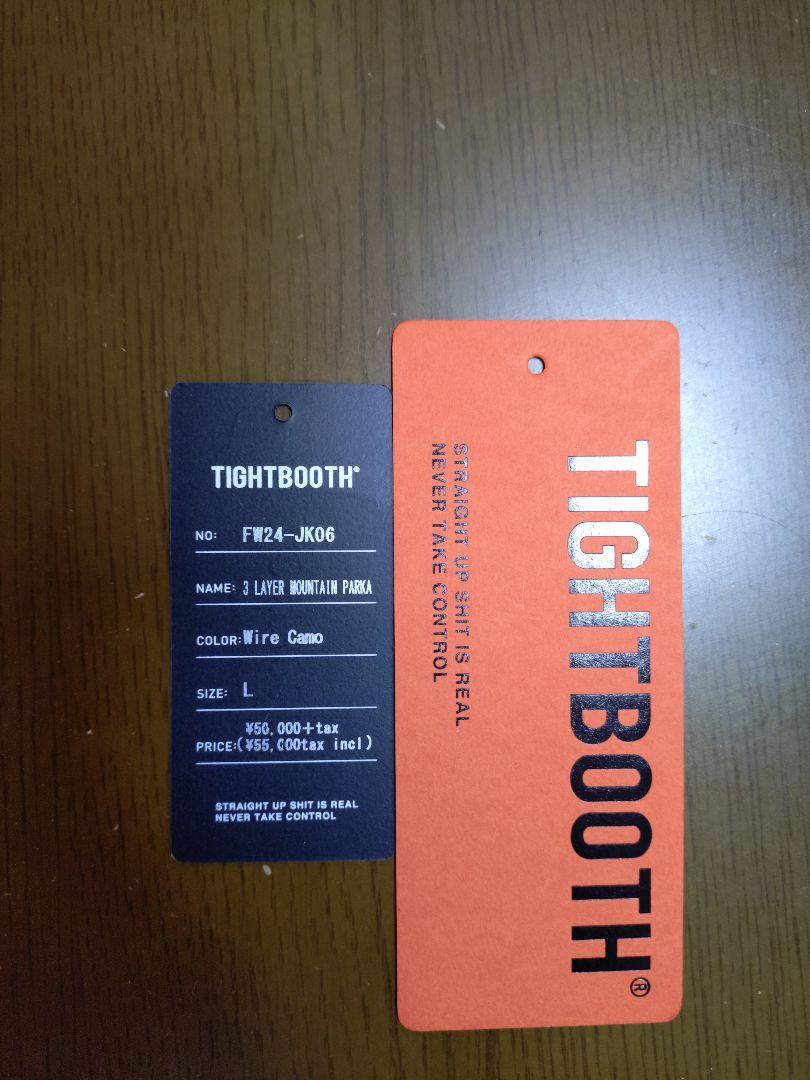 TIGHTBOOTH®
NO: FW24-JK06
NAME: 3 LAYER MOUNTAIN PARKA
COLOR: Wire Camo
SIZE: L
¥50,000+tax
PRICE: (¥55,000tax incl)
STRAIGHT UP SHIT IS REAL
NEVER TAKE CONTROL
TIGHTBOOTH®
STRAIGHT UP SHIT IS REAL
NEVER TAKE CONTROL